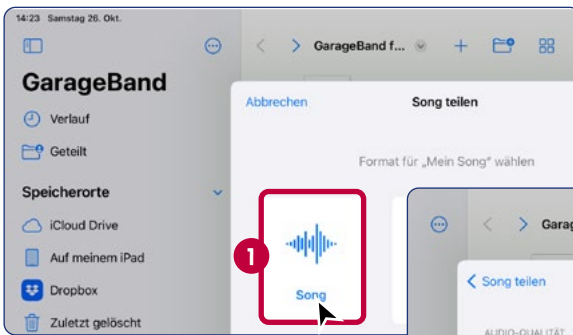 14:23 Samstag 26. Okt.
GarageBand f...
GarageBand
Abbrechen
Song teilen
Verlauf
Geteilt
Format für „Mein Song“ wählen
Speicherorte
iCloud Drive
Auf meinem iPad
1
Song
Dropbox
Song teilen
Zuletzt gelöscht
AUDIO-QUALITÄT